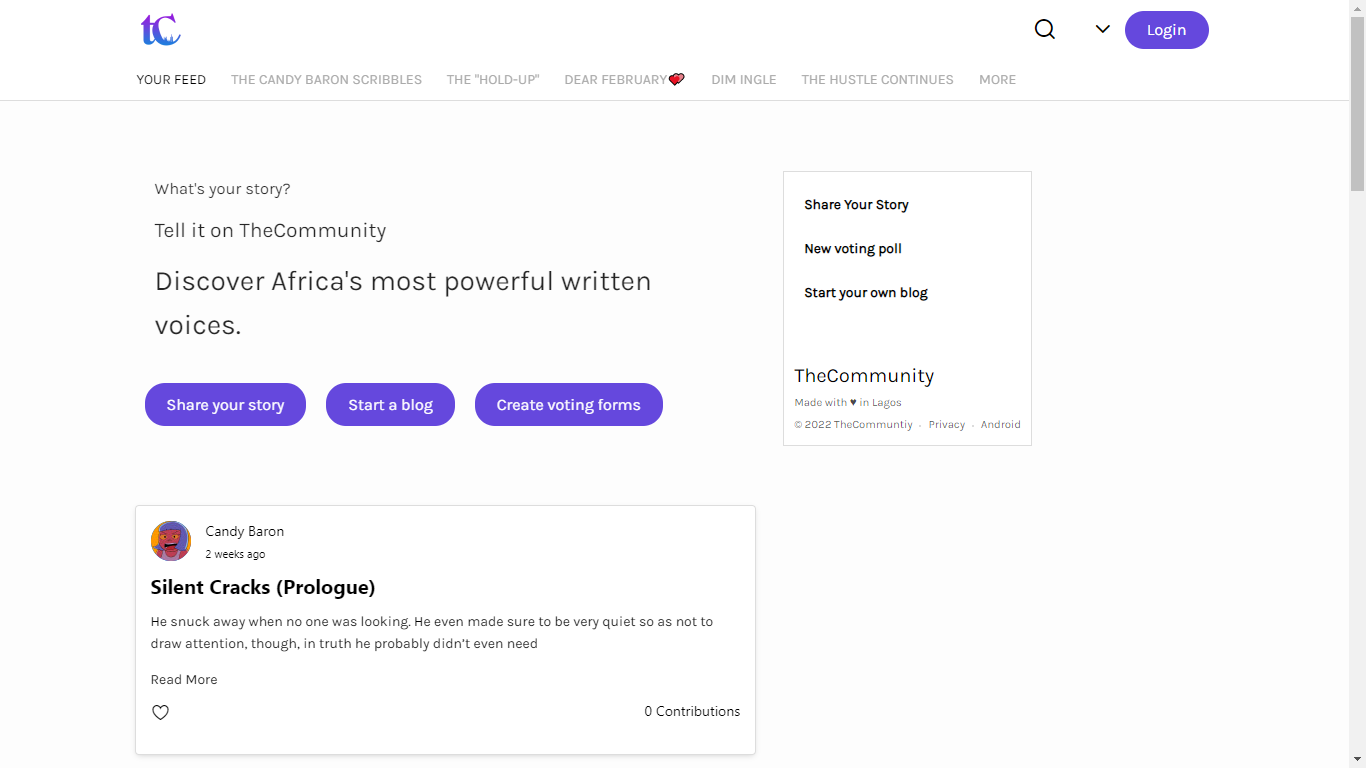 tC
Login
YOUR FEED THE CANDY BARON SCRIBBLES THE "HOLD-UP" DEAR FEBRUARY💘 DIM INGLE THE HUSTLE CONTINUES MORE
What's your story?
Tell it on TheCommunity
Discover Africa's most powerful written
voices.
Share your story Start a blog Create voting forms
Share Your Story
New voting poll
Start your own blog
TheCommunity
Made with ♥ in Lagos
© 2022 TheCommuntiy · Privacy · Android
Candy Baron
2 weeks ago
Silent Cracks (Prologue)
He snuck away when no one was looking. He even made sure to be very quiet so as not to
draw attention, though, in truth he probably didn’t even need
Read More
0 Contributions